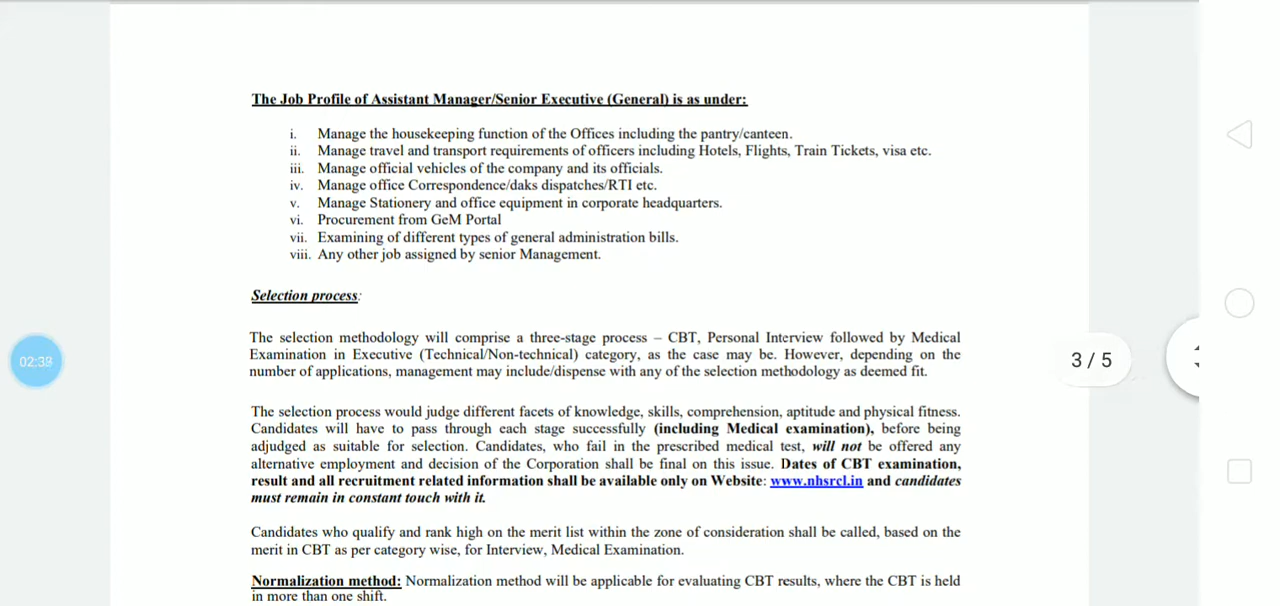 The Job Profile of Assistant Manager/Senior Executive (General) is as under:
i. Manage the housekeeping function of the Offices including the pantry/canteen.
ii. Manage travel and transport requirements of officers including Hotels, Flights, Train Tickets, visa etc.
iii. Manage official vehicles of the company and its officials.
iv. Manage office Correspondence/daks dispatches/RTI etc.
v. Manage Stationery and office equipment in corporate headquarters.
vi. Procurement from GeM Portal
vii. Examining of different types of general administration bills.
viii. Any other job assigned by senior Management.
Selection process:
The selection methodology will comprise a three-stage process – CBT, Personal Interview followed by Medical
Examination in Executive (Technical/Non-technical) category, as the case may be. However, depending on the
number of applications, management may include/dispense with any of the selection methodology as deemed fit.
02:38
3 / 5
The selection process would judge different facets of knowledge, skills, comprehension, aptitude and physical fitness.
Candidates will have to pass through each stage successfully (including Medical examination), before being
adjudged as suitable for selection. Candidates, who fail in the prescribed medical test, will not be offered any
alternative employment and decision of the Corporation shall be final on this issue. Dates of CBT examination,
result and all recruitment related information shall be available only on Website: www.nhsrcl.in and candidates
must remain in constant touch with it.
Candidates who qualify and rank high on the merit list within the zone of consideration shall be called, based on the
merit in CBT as per category wise, for Interview, Medical Examination.
Normalization method: Normalization method will be applicable for evaluating CBT results, where the CBT is held
in more than one shift.